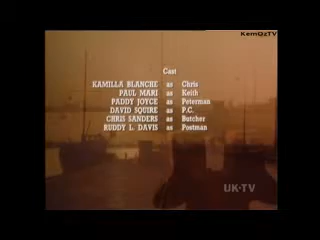 KemOzTV
Cast
KAMILLA BLANCHE as Chris
PAUL MARI as Keith
PADDY JOYCE as Peterman
DAVID SQUIRE as P.C.
CHRIS SANDERS as Butcher
RUDDY L. DAVIS as Postman
UK·TV